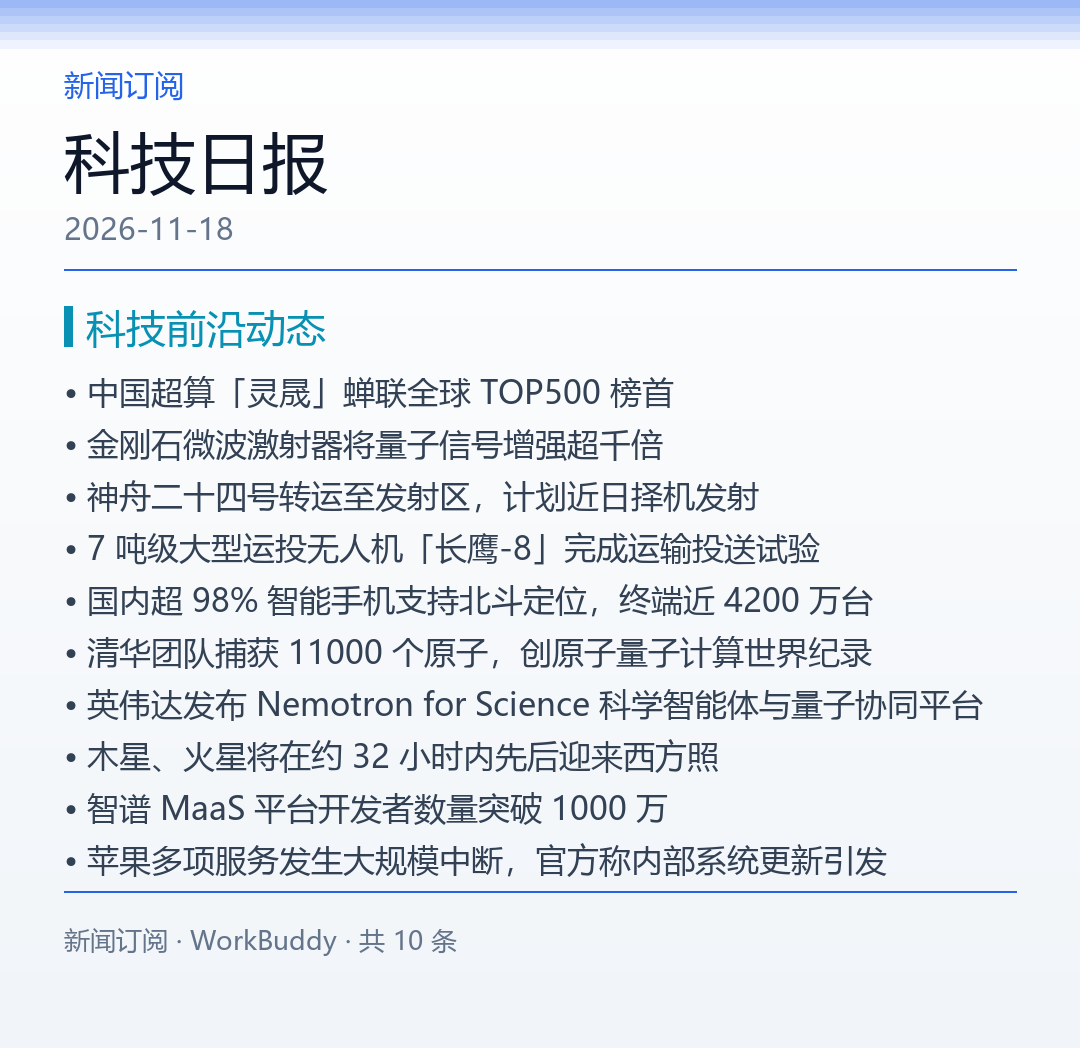 新闻订阅
科技日报
2026-11-18
科技前沿动态
• 中国超算「灵晟」蝉联全球 TOP500 榜首
• 金刚石微波激射器将量子信号增强超千倍
• 神舟二十四号转运至发射区，计划近日择机发射
• 7 吨级大型运投无人机「长鹰-8」完成运输投送试验
• 国内超 98% 智能手机支持北斗定位，终端近 4200 万台
• 清华团队捕获 11000 个原子，创原子量子计算世界纪录
• 英伟达发布 Nemotron for Science 科学智能体与量子协同平台
• 木星、火星将在约 32 小时内先后迎来西方照
• 智谱 MaaS 平台开发者数量突破 1000 万
• 苹果多项服务发生大规模中断，官方称内部系统更新引发
新闻订阅 · WorkBuddy · 共 10 条